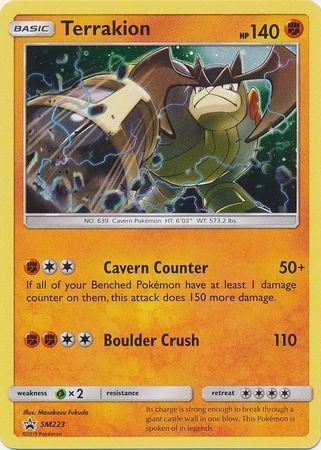 BASIC Terrakion HP 140
NO. 639 Cavern Pokémon HT: 6'03" WT: 573.2 lbs.
Cavern Counter 50+
If all of your Benched Pokémon have at least 1 damage
counter on them, this attack does 150 more damage.
Boulder Crush 110
weakness ×2 resistance retreat
Illus. Masakazu Fukuda
PROMO SM223
©2019 Pokémon
Its charge is strong enough to break through a
giant castle wall in one blow. This Pokémon is
spoken of in legends.